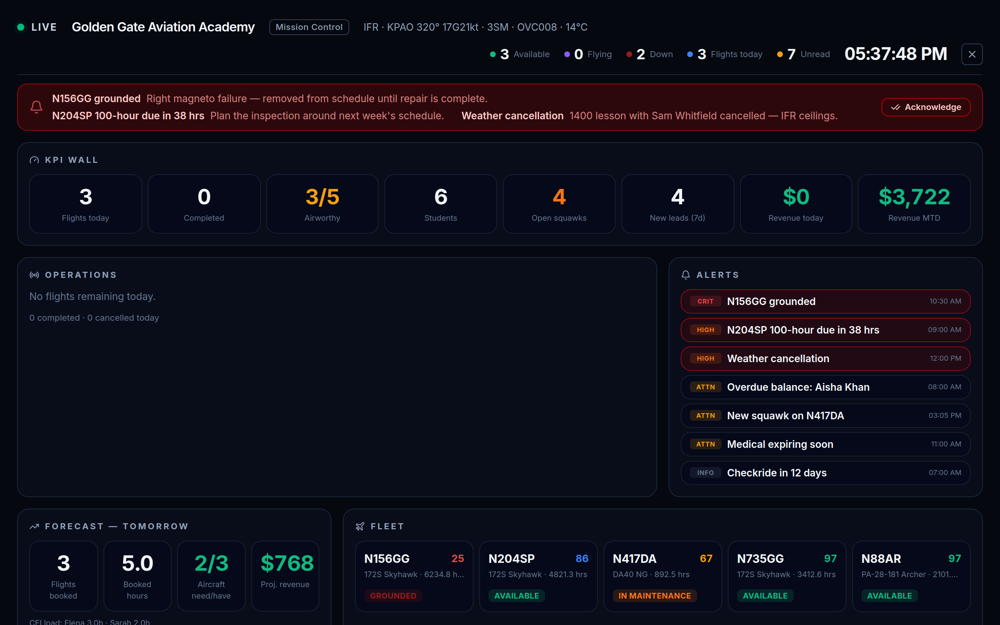 LIVE Golden Gate Aviation Academy Mission Control IFR · KPAO 320° 17G21kt · 3SM · OVC008 · 14°C
3 Available 0 Flying 2 Down 3 Flights today 7 Unread 05:37:48 PM
N156GG grounded Right magneto failure — removed from schedule until repair is complete.
N204SP 100-hour due in 38 hrs Plan the inspection around next week's schedule. Weather cancellation 1400 lesson with Sam Whitfield cancelled — IFR ceilings.
Acknowledge
KPI WALL
3 0 3/5 6 4 4 $0 $3,722
Flights today Completed Airworthy Students Open squawks New leads (7d) Revenue today Revenue MTD
OPERATIONS
No flights remaining today.
0 completed · 0 cancelled today
ALERTS
CRIT N156GG grounded 10:30 AM
HIGH N204SP 100-hour due in 38 hrs 09:00 AM
HIGH Weather cancellation 12:00 PM
ATTN Overdue balance: Aisha Khan 08:00 AM
ATTN New squawk on N417DA 03:05 PM
ATTN Medical expiring soon 11:00 AM
INFO Checkride in 12 days 07:00 AM
FORECAST — TOMORROW
3 5.0 2/3 $768
Flights Booked Aircraft Proj. revenue
booked hours need/have
CFI load: Elena 3.0h · Sarah 2.0h
FLEET
N156GG 25 N204SP 86 N417DA 67 N735GG 97 N88AR 97
172S Skyhawk · 6234.8 h... 172S Skyhawk · 4821.3 hrs DA40 NG · 892.5 hrs 172S Skyhawk · 3412.6 hrs PA-28-181 Archer · 2101....
GROUNDED AVAILABLE IN MAINTENANCE AVAILABLE AVAILABLE